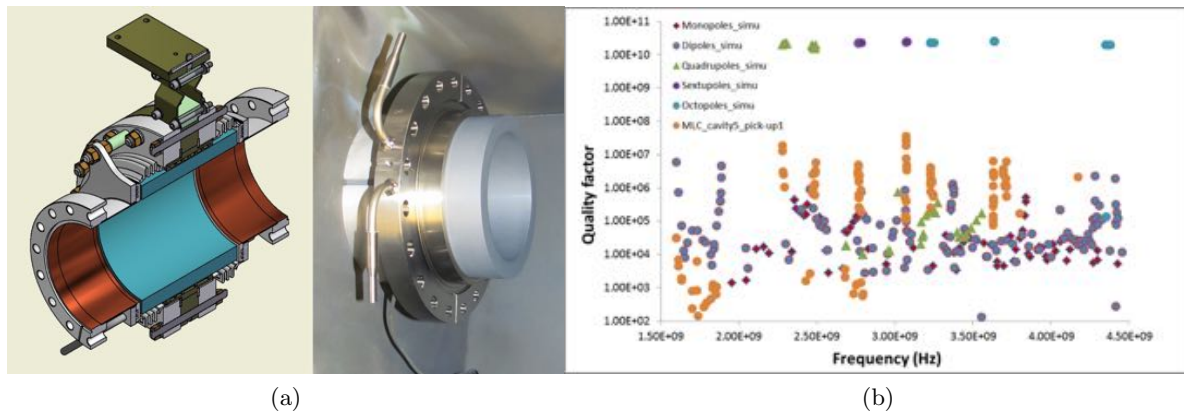 1.00E+11
1.00E+10
1.00E+09
1.00E+08
1.00E+07
1.00E+06
1.00E+05
1.00E+04
1.00E+03
1.00E+02
Quality factor
Monopoles_simu
Dipoles_simu
Quadrupoles_simu
Sextupoles_simu
Octopoles_simu
MLC_cavity5_pick-up1
1.50E+09 2.00E+09 2.50E+09 3.00E+09 3.50E+09 4.00E+09 4.50E+09
Frequency (Hz)
(a) (b)